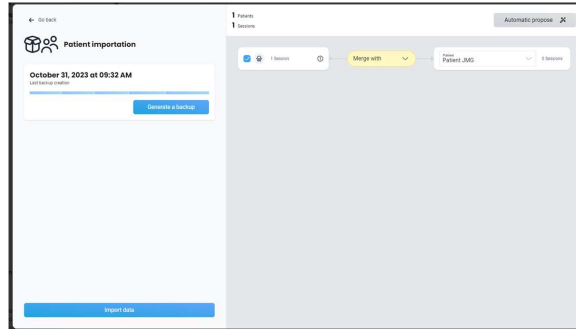 Go back
Patient importation
October 31, 2023 at 09:32 AM
Last backup creation
Generate a backup
Import data
1 Patients
1 Sessions
Automatic propose
1 Sessions
Merge with
Patient
Patient JMG
0 Sessions